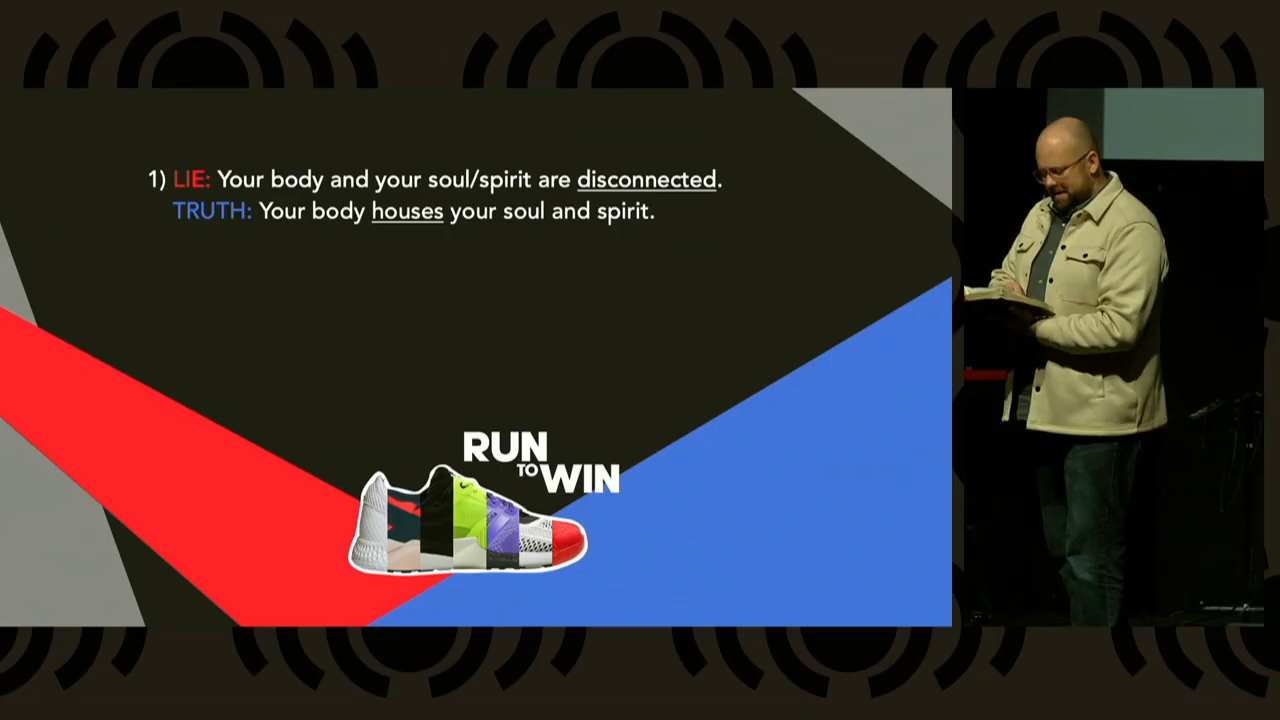 1) LIE: Your body and your soul/spirit are disconnected.
TRUTH: Your body houses your soul and spirit.
RUN
TO WIN